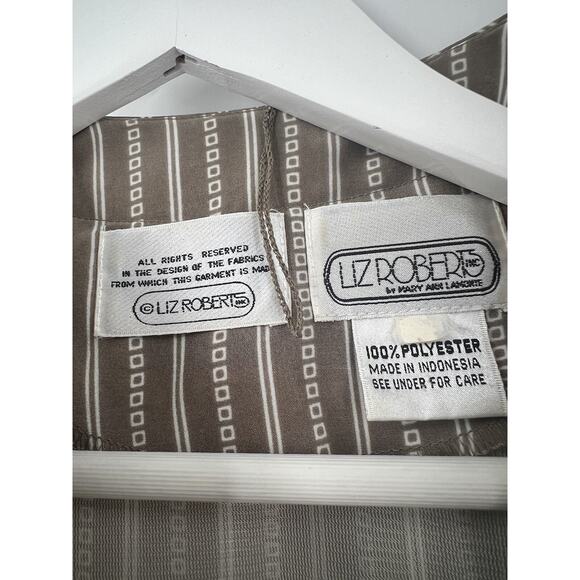 ALL RIGHTS RESERVED
IN THE DESIGN OF THE FABRICS
FROM WHICH THIS GARMENT IS MAD
© LIZ ROBERTS INC
LIZ ROBERTS INC
by MARY ANN LAMONTE
100% POLYESTER
MADE IN INDONESIA
SEE UNDER FOR CARE